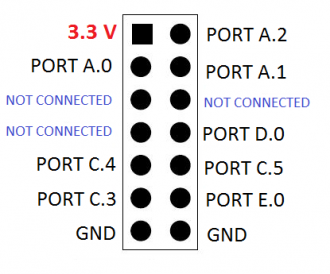 3.3 V PORT A.2
PORT A.0 PORT A.1
NOT CONNECTED NOT CONNECTED
NOT CONNECTED PORT D.0
PORT C.4 PORT C.5
PORT C.3 PORT E.0
GND GND